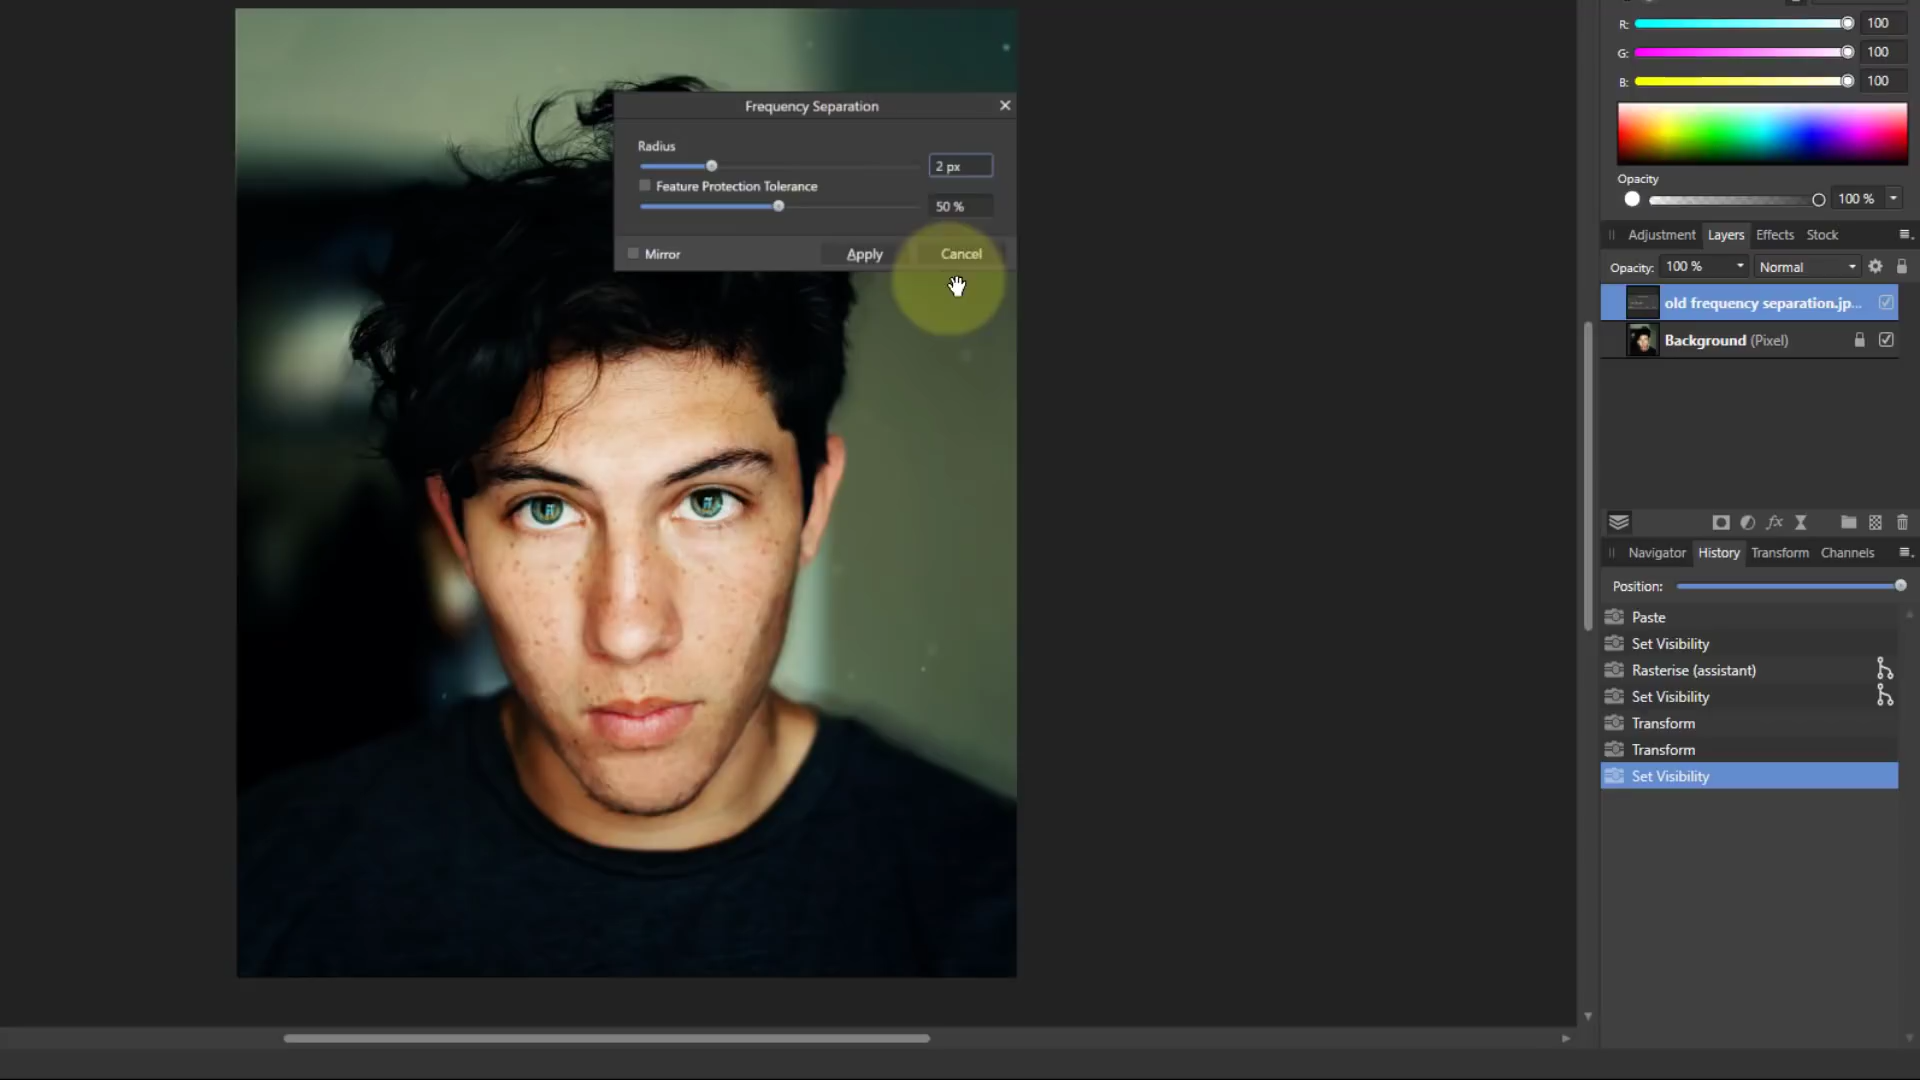 R: 100
G: 100
B: 100
Opacity
100 %
Adjustment Layers Effects Stock
Opacity: 100 % Normal
old frequency separation.jp...
Background (Pixel)
Navigator History Transform Channels
Position:
Paste
Set Visibility
Rasterise (assistant)
Set Visibility
Transform
Transform
Set Visibility
Frequency Separation
Radius
2 px
Feature Protection Tolerance
50 %
Mirror Apply Cancel
fx